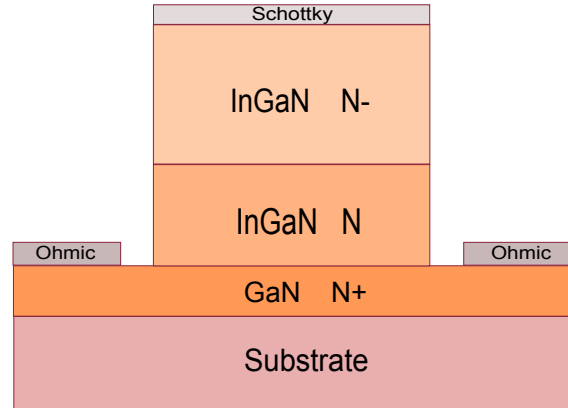 Schottky
InGaN N-
InGaN N
Ohmic Ohmic
GaN N+
Substrate